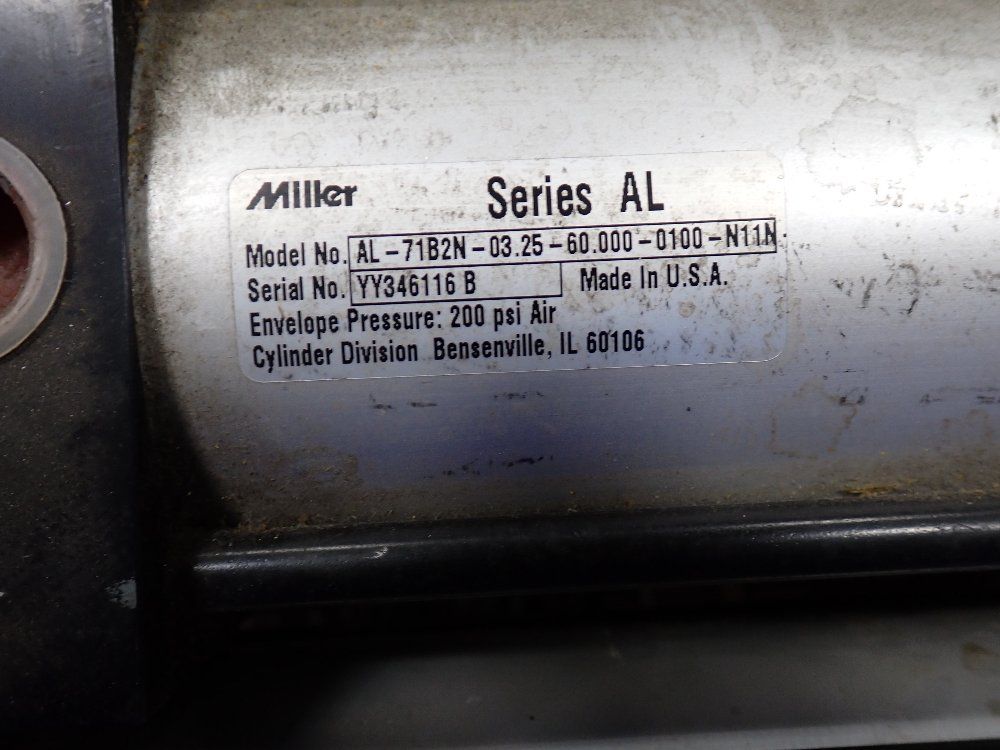 Miller Series AL
Model No. AL-71B2N-03.25-60.000-0100-N11N
Serial No. YY346116 B Made In U.S.A.
Envelope Pressure: 200 psi Air
Cylinder Division Bensenville, IL 60106